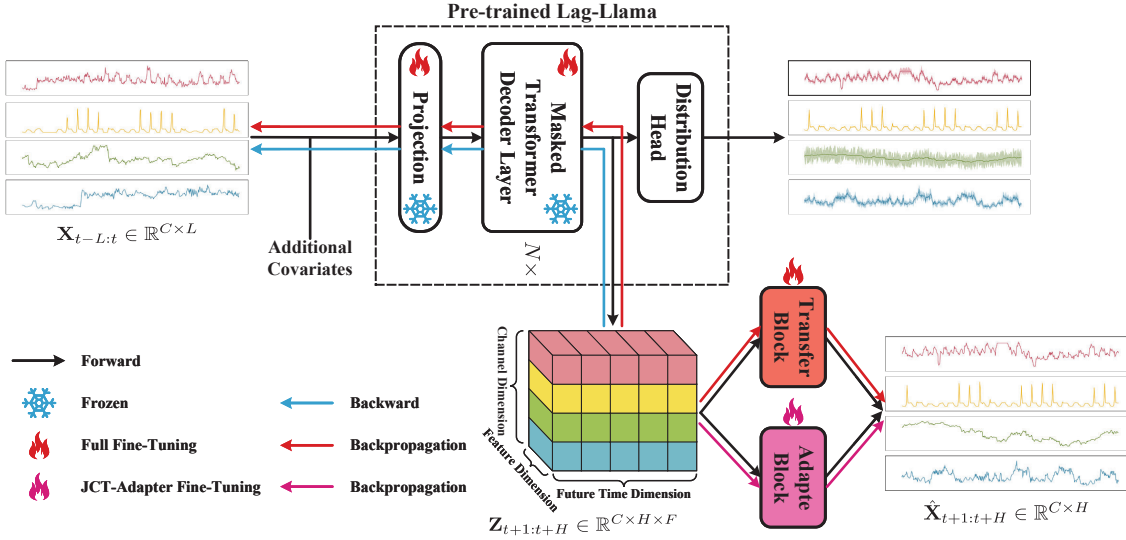 Pre-trained Lag-Llama
Projection
Masked
Transformer
Decoder Layer
N×
Distribution
Head
X_{t−L:t} ∈ ℝ^{C×L}
Additional
Covariates
Transfer
Block
Adapte
Block
Channel Dimension
Feature Dimension
Future Time Dimension
Z_{t+1:t+H} ∈ ℝ^{C×H×F}
X̂_{t+1:t+H} ∈ ℝ^{C×H}
Forward
Frozen
Backward
Full Fine-Tuning
Backpropagation
JCT-Adapter Fine-Tuning
Backpropagation